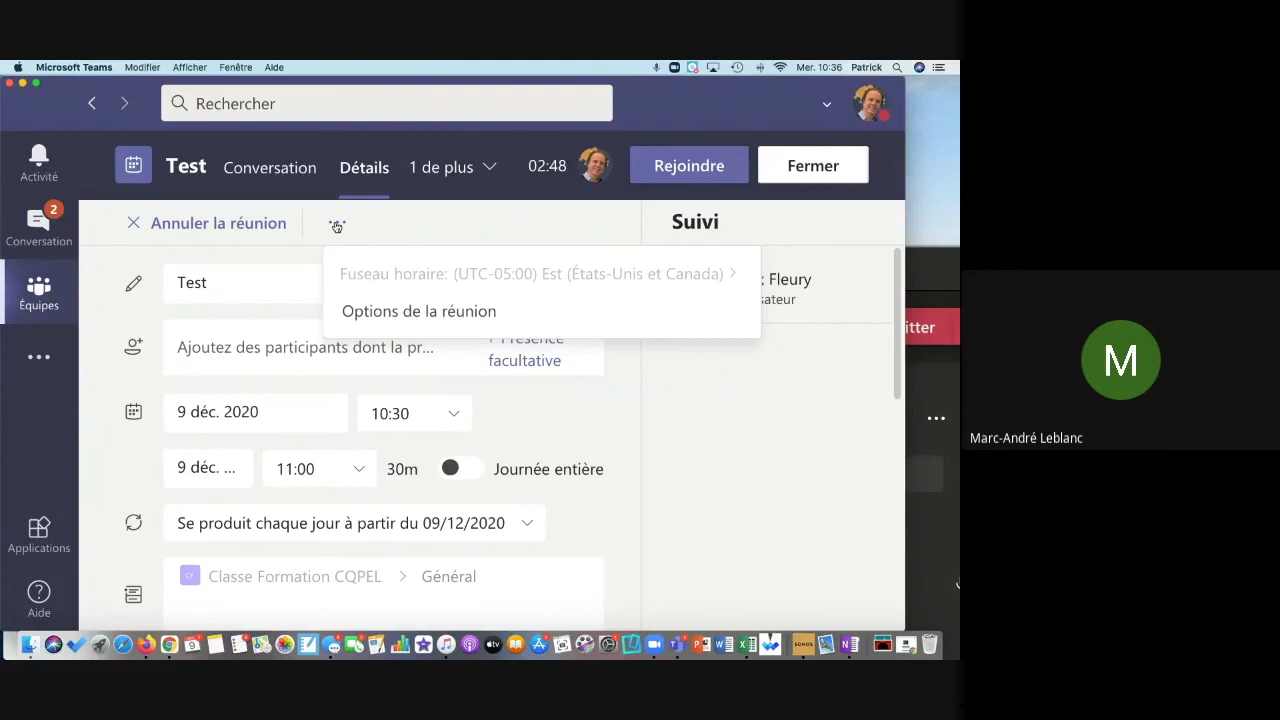 Microsoft Teams Modifier Afficher Fenêtre Aide Mer. 10:36 Patrick
Rechercher
Activité
Test Conversation Détails 1 de plus 02:48 Rejoindre Fermer
2
Conversation
Annuler la réunion
Suivi
Fuseau horaire: (UTC-05:00) Est (États-Unis et Canada)
Options de la réunion
Test
Fleury
sateur
Équipes
itter
Ajoutez des participants dont la pr...
facultative
9 déc. 2020 10:30
9 déc. ... 11:00 30m Journée entière
Se produit chaque jour à partir du 09/12/2020
Applications
Classe Formation CQPEL > Général
Aide
M
Marc-André Leblanc